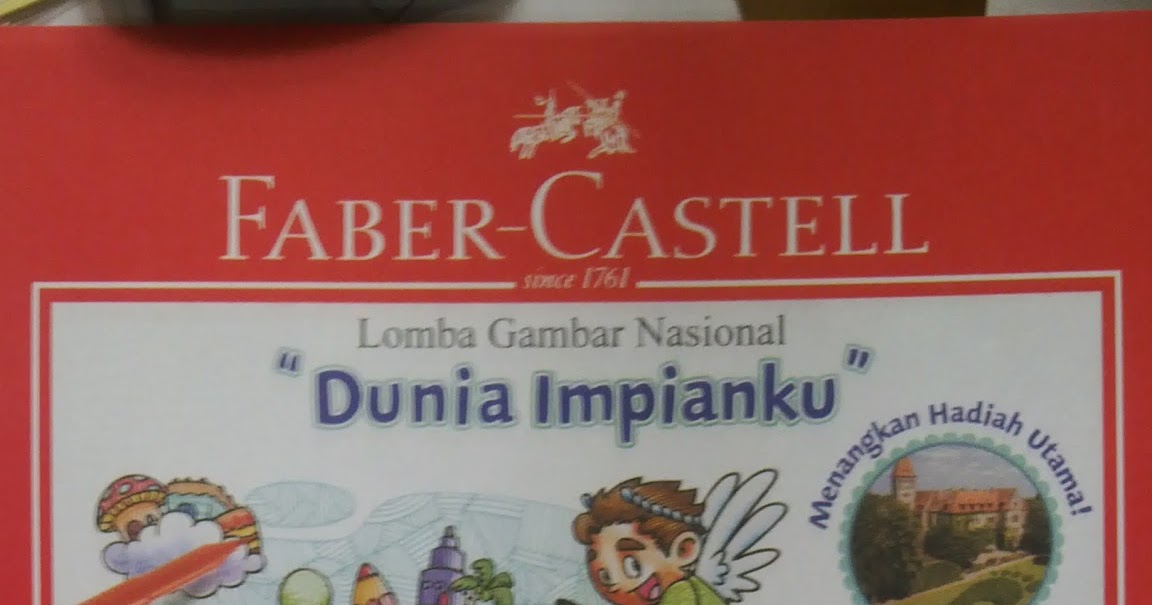 FABER-CASTELL
since 1761
Lomba Gambar Nasional
"Dunia Impianku"
Menangkan Hadiah Utama!